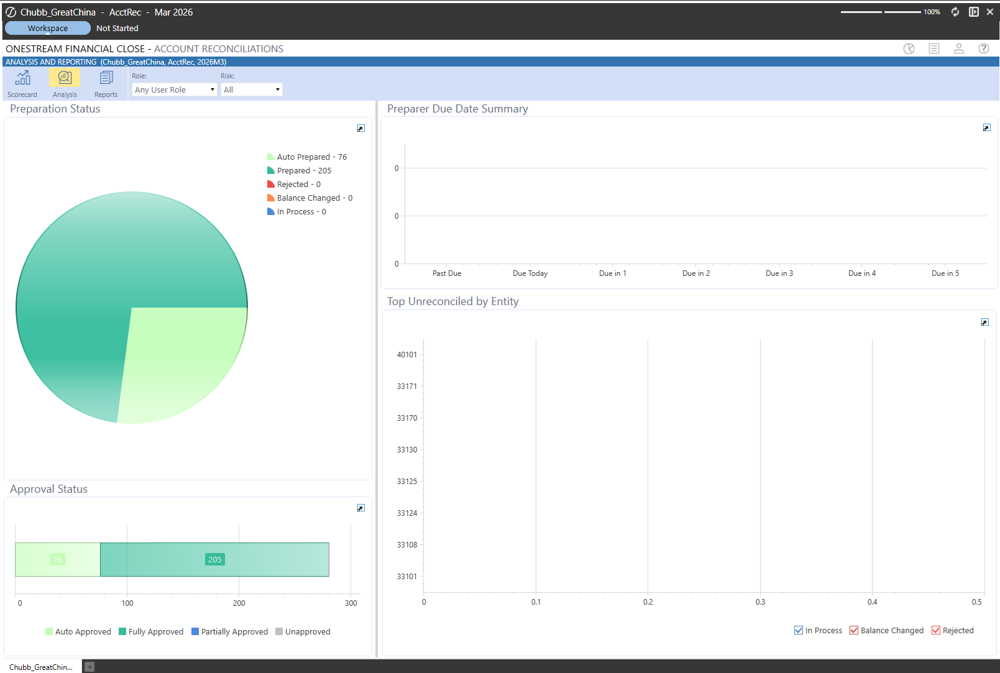 Chubb_GreatChina - AcctRec - Mar 2026
100%
Workspace
Not Started
ONESTREAM FINANCIAL CLOSE - ACCOUNT RECONCILIATIONS
ANALYSIS AND REPORTING (Chubb_GreatChina, AcctRec, 2026M3)
Scorecard
Analysis
Reports
Role:
Any User Role
Risk:
All
Preparation Status
Auto Prepared - 76
Prepared - 205
Rejected - 0
Balance Changed - 0
In Process - 0
Approval Status
76
205
0 100 200 300
Auto Approved Fully Approved Partially Approved Unapproved
Preparer Due Date Summary
0
0
0
Past Due Due Today Due in 1 Due in 2 Due in 3 Due in 4 Due in 5
Top Unreconciled by Entity
40101
33171
33170
33130
33125
33124
33108
33101
0 0.1 0.2 0.3 0.4 0.5
In Process Balance Changed Rejected
Chubb_GreatChin...